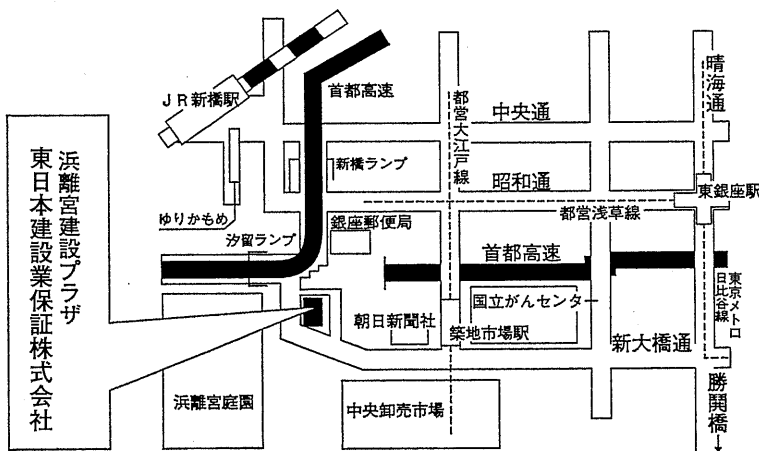 ＪＲ新橋駅
首都高速
都営大江戸線
中央通
晴海通
新橋ランプ
昭和通
東銀座駅
都営浅草線
ゆりかもめ
汐留ランプ
銀座郵便局
首都高速
浜離宮建設プラザ
東日本建設業保証株式会社
国立がんセンター
朝日新聞社
築地市場駅
新大橋通
東京メトロ
日比谷線
浜離宮庭園
中央卸売市場
勝鬨橋